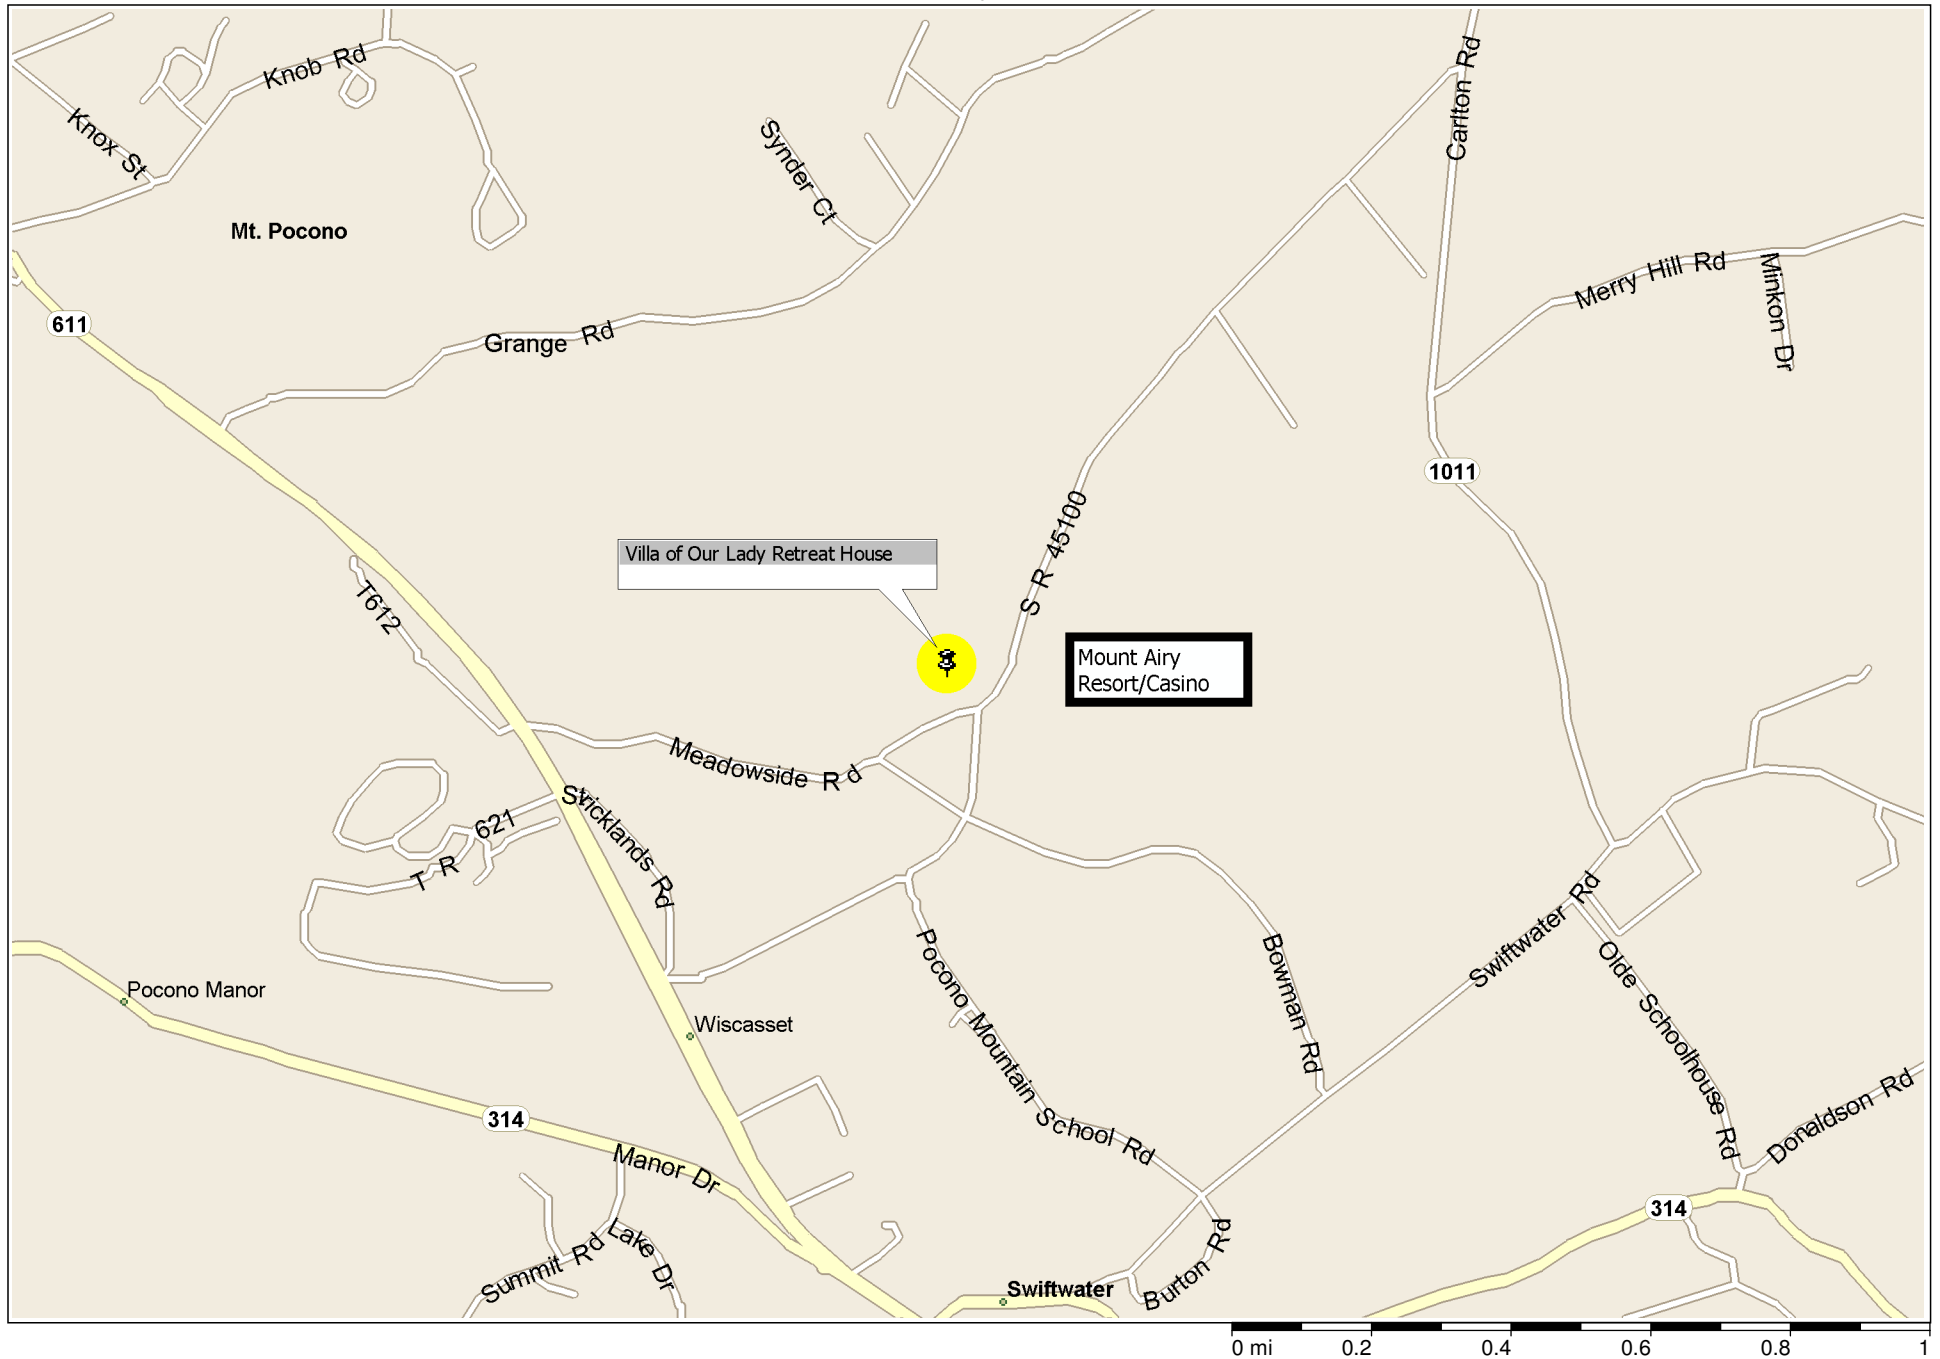 Knob Rd
Carlton Rd
Knox St
Synder Ct
Mt. Pocono
Merry Hill Rd
Minkon Dr
611
Grange Rd
1011
S R 45100
Villa of Our Lady Retreat House
T612
Mount Airy
Resort/Casino
Meadowside Rd
Stricklands Rd
T R 621
Swiftwater Rd
Pocono Manor
Wiscasset
Pocono Mountain School Rd
Bowman Rd
Olde Schoolhouse Rd
Donaldson Rd
314
Manor Dr
314
Summit Rd
Lake Dr
Burton Rd
Swiftwater
0 mi 0.2 0.4 0.6 0.8 1